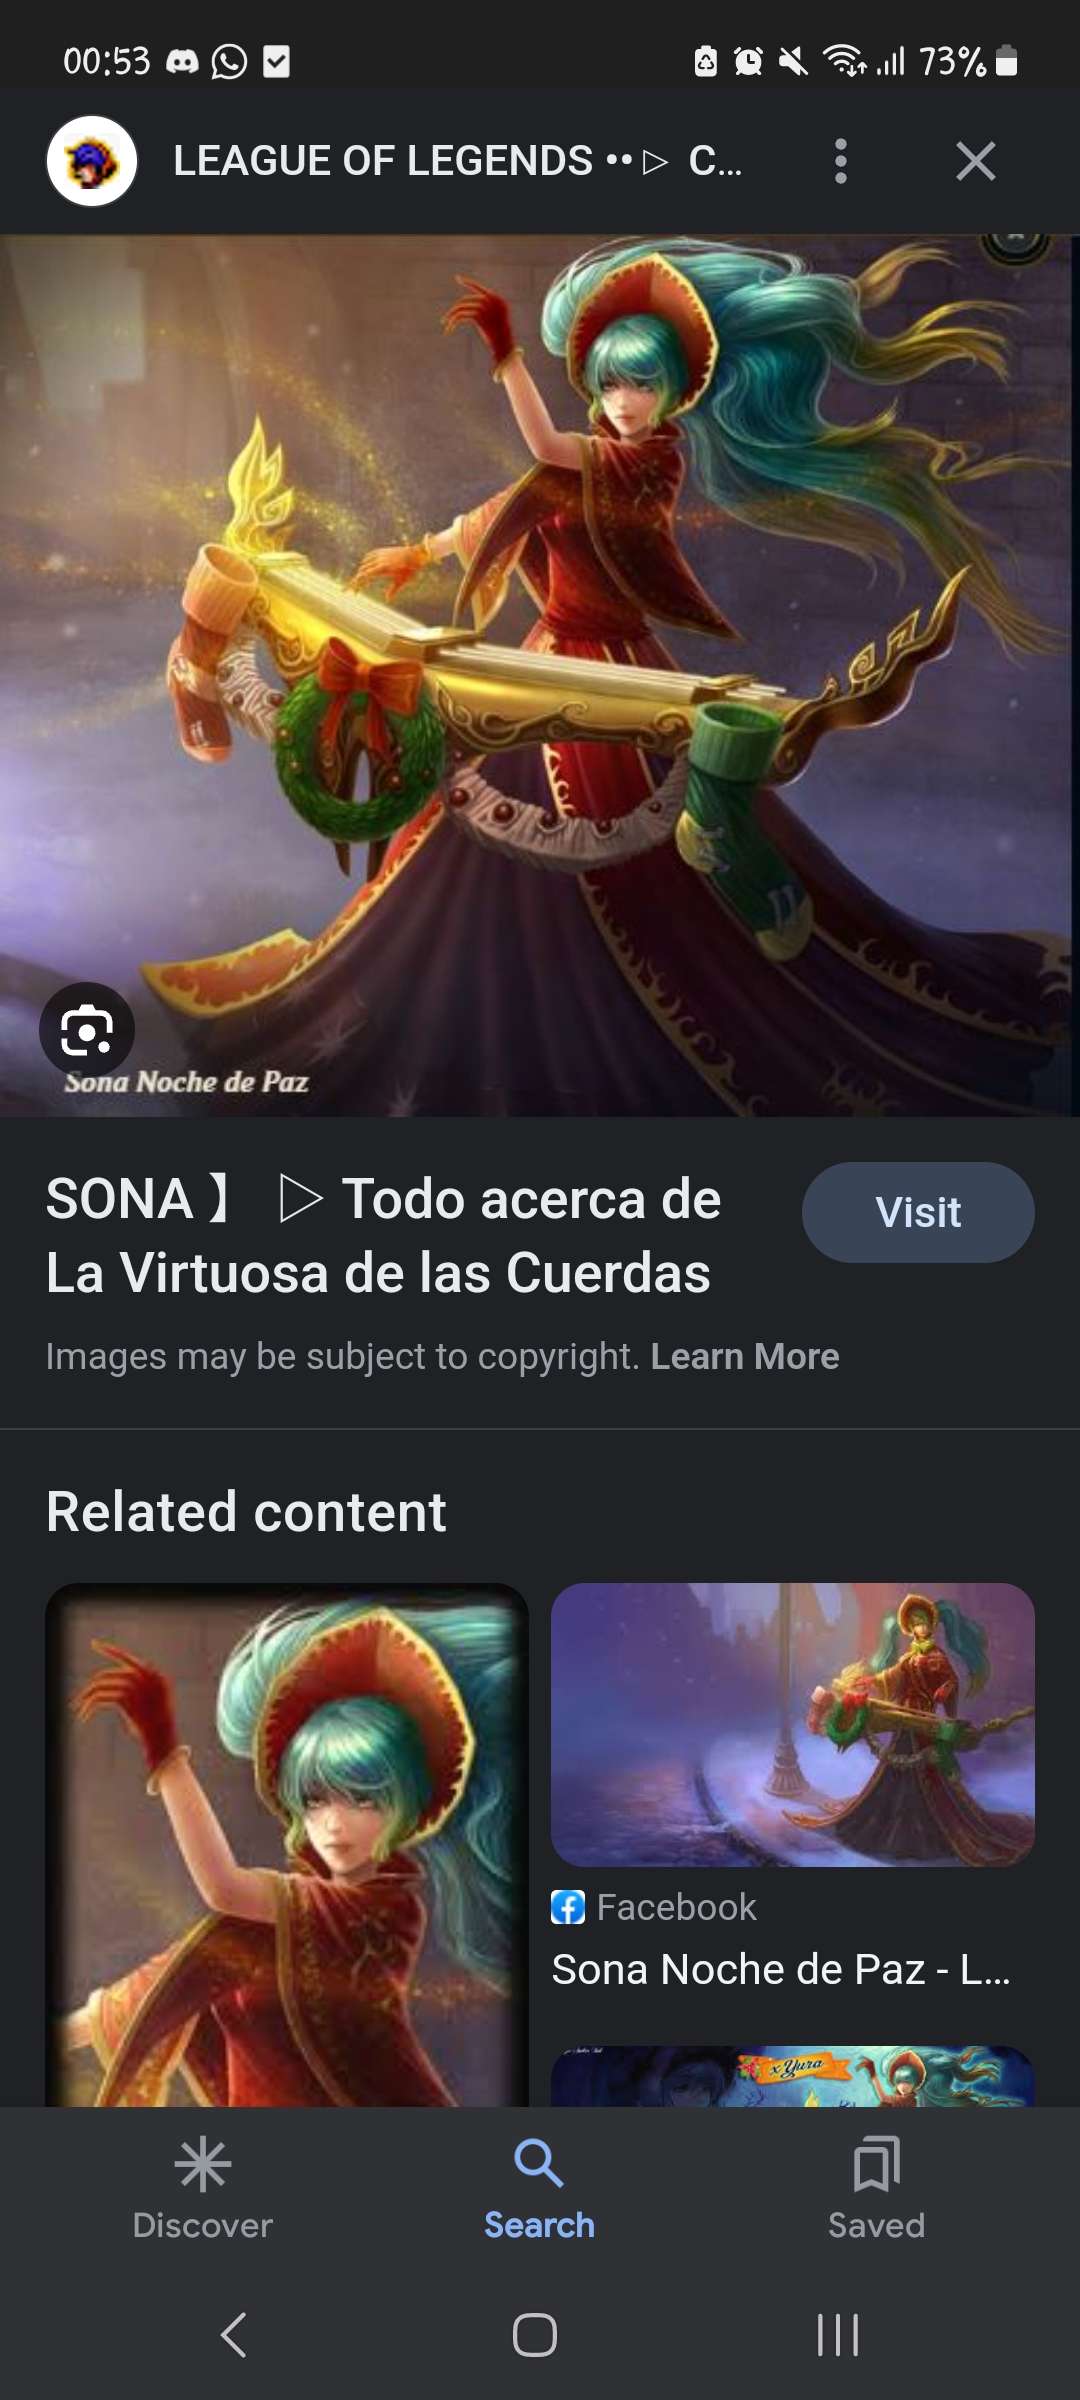 00:53
73%
LEAGUE OF LEGENDS •• ▷ C...
Sona Noche de Paz
SONA 】 ▷ Todo acerca de
La Virtuosa de las Cuerdas
Visit
Images may be subject to copyright. Learn More
Related content
Facebook
Sona Noche de Paz - L...
x Yura
Discover
Search
Saved